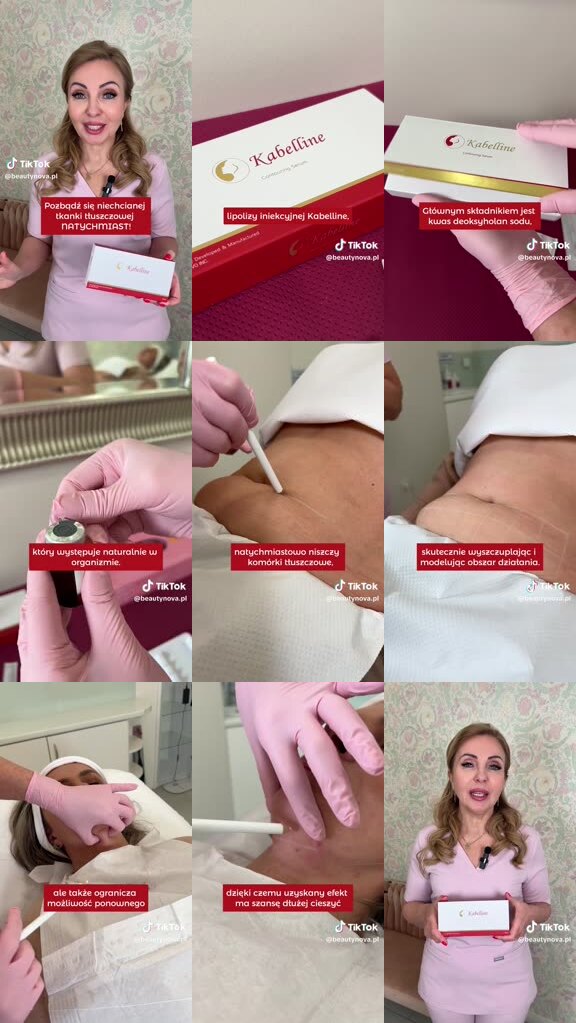 TikTok
@beautynova.pl
Pozbądź się niechcianej
tkanki tłuszczowej
NATYCHMIAST!
Kabelline
Kabelline
Contouring Serum
lipolizy iniekcyjnej Kabelline,
Kabelline
Developed & Manufactured
INC.
TikTok
@beautynova.pl
Kabelline
Contouring Serum
Głównym składnikiem jest
kwas deoksyholan sodu,
TikTok
@beautynova.pl
który występuje naturalnie w
organizmie.
TikTok
@beautynova.pl
natychmiastowo niszczy
komórki tłuszczowe,
TikTok
@beautynova.pl
skutecznie wyszczuplając i
modelując obszar działania.
TikTok
@beautynova.pl
ale także ogranicza
możliwość ponownego
TikTok
@beautynova.pl
dzięki czemu uzyskany efekt
ma szansę dłużej cieszyć
TikTok
@beautynova.pl
Kabelline
TikTok
@beautynova.pl